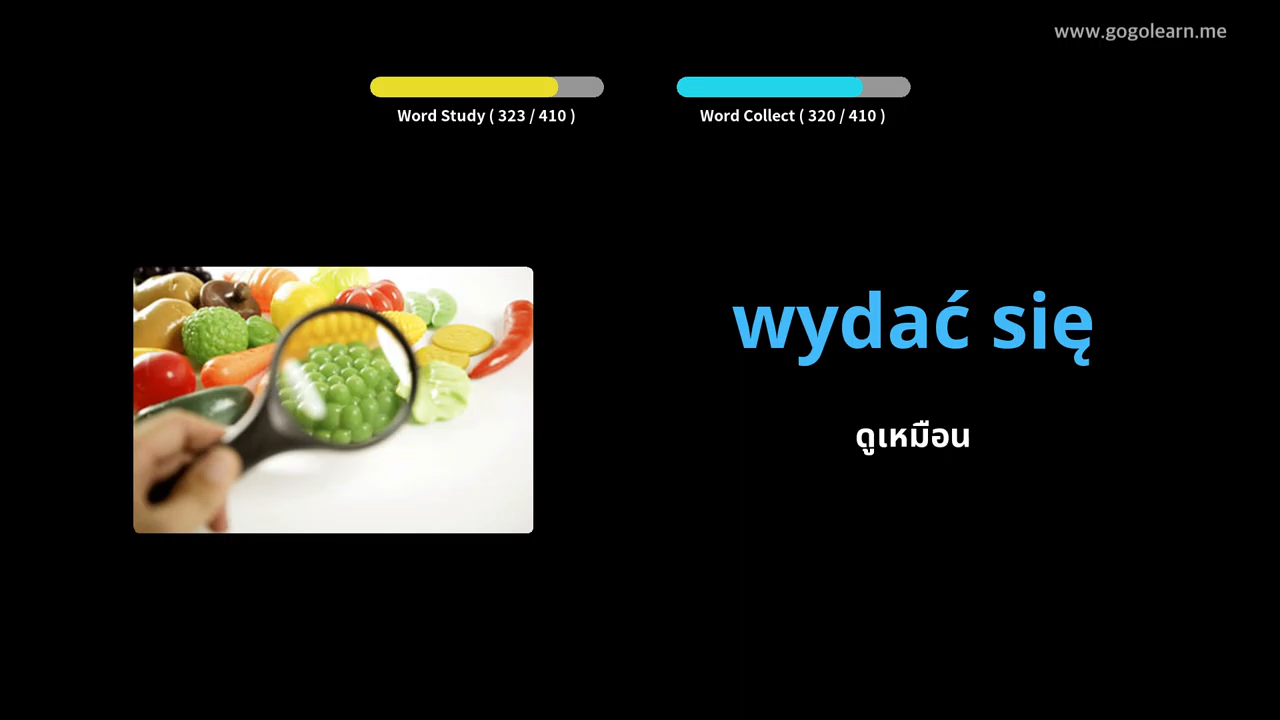 www.gogolearn.me
Word Study ( 323 / 410 )
Word Collect ( 320 / 410 )
wydać się
ดูเหมือน